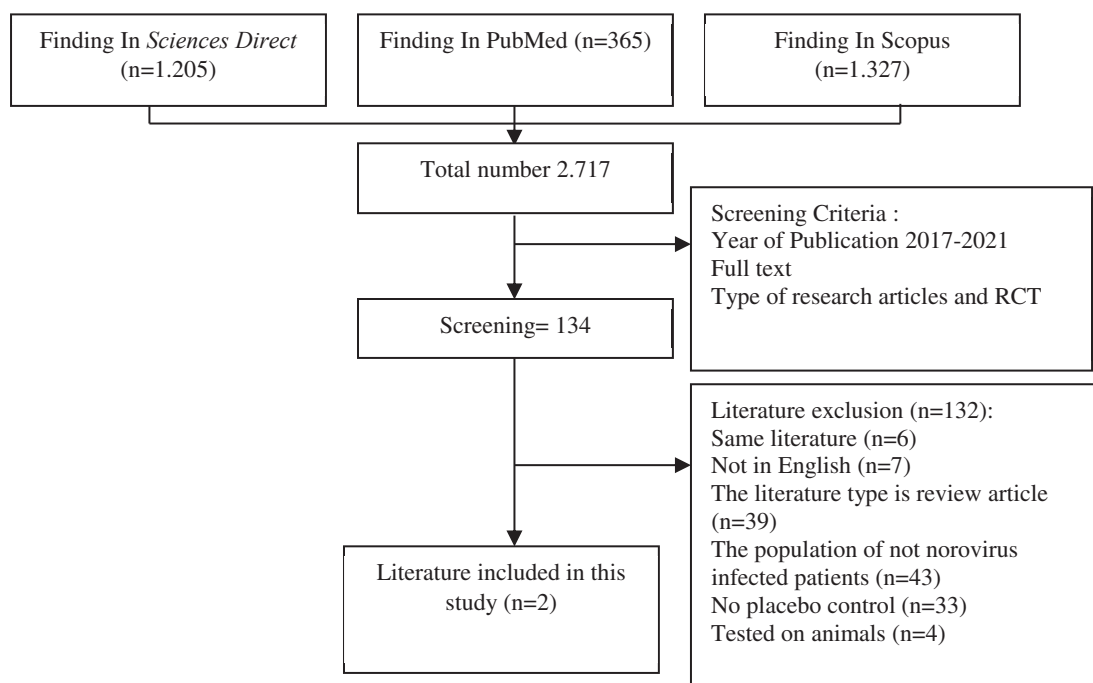 Finding In Sciences Direct
(n=1.205)
Finding In PubMed (n=365)
Finding In Scopus
(n=1.327)
Total number 2.717
Screening Criteria :
Year of Publication 2017-2021
Full text
Type of research articles and RCT
Screening= 134
Literature exclusion (n=132):
Same literature (n=6)
Not in English (n=7)
The literature type is review article
(n=39)
The population of not norovirus
infected patients (n=43)
No placebo control (n=33)
Tested on animals (n=4)
Literature included in this
study (n=2)